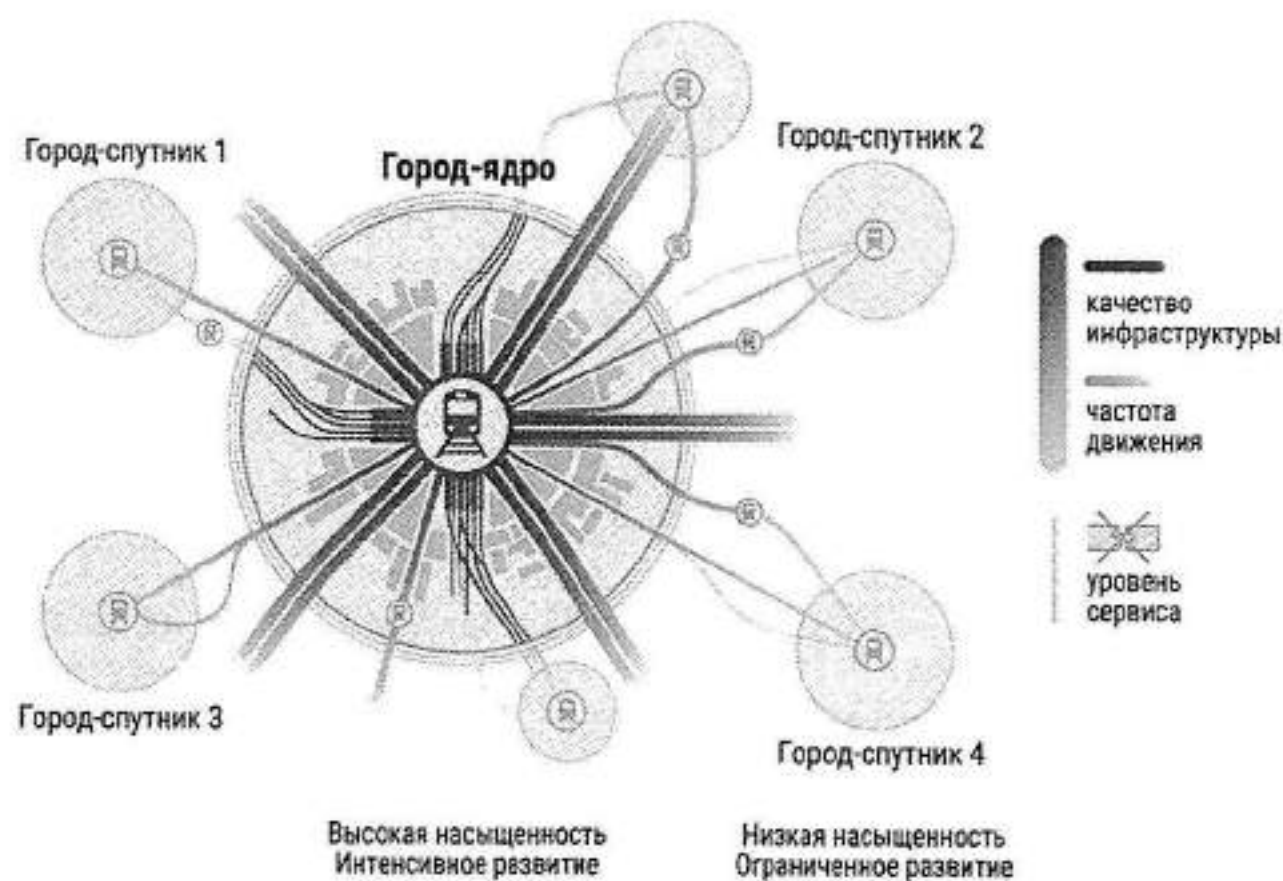 Город-спутник 1
Город-ядро
Город-спутник 2
качество
инфраструктуры
частота
движения
уровень
сервиса
Город-спутник 3
Город-спутник 4
Высокая насыщенность
Интенсивное развитие
Низкая насыщенность
Ограниченное развитие